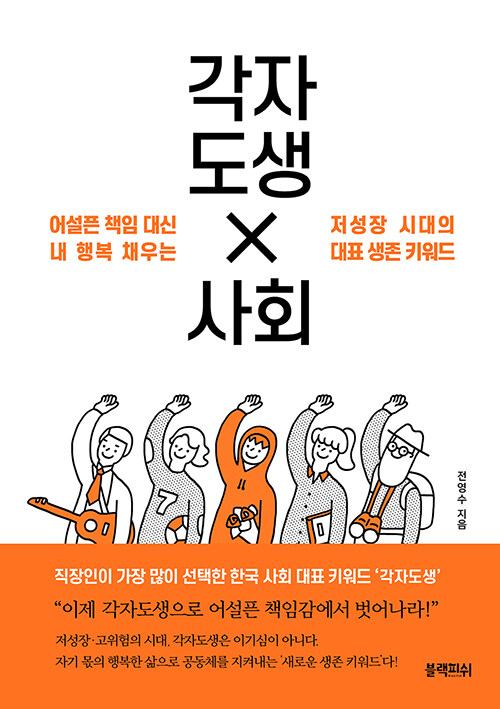 각자
도생
×
사회
어설픈 책임 대신
내 행복 채우는
저성장 시대의
대표 생존 키워드
7
전영수 지음
직장인이 가장 많이 선택한 한국 사회 대표 키워드 ‘각자도생’
“이제 각자도생으로 어설픈 책임감에서 벗어나라!”
저성장·고위험의 시대, 각자도생은 이기심이 아니다.
자기 몫의 행복한 삶으로 공동체를 지켜내는 ‘새로운 생존 키워드’다!
블랙피쉬